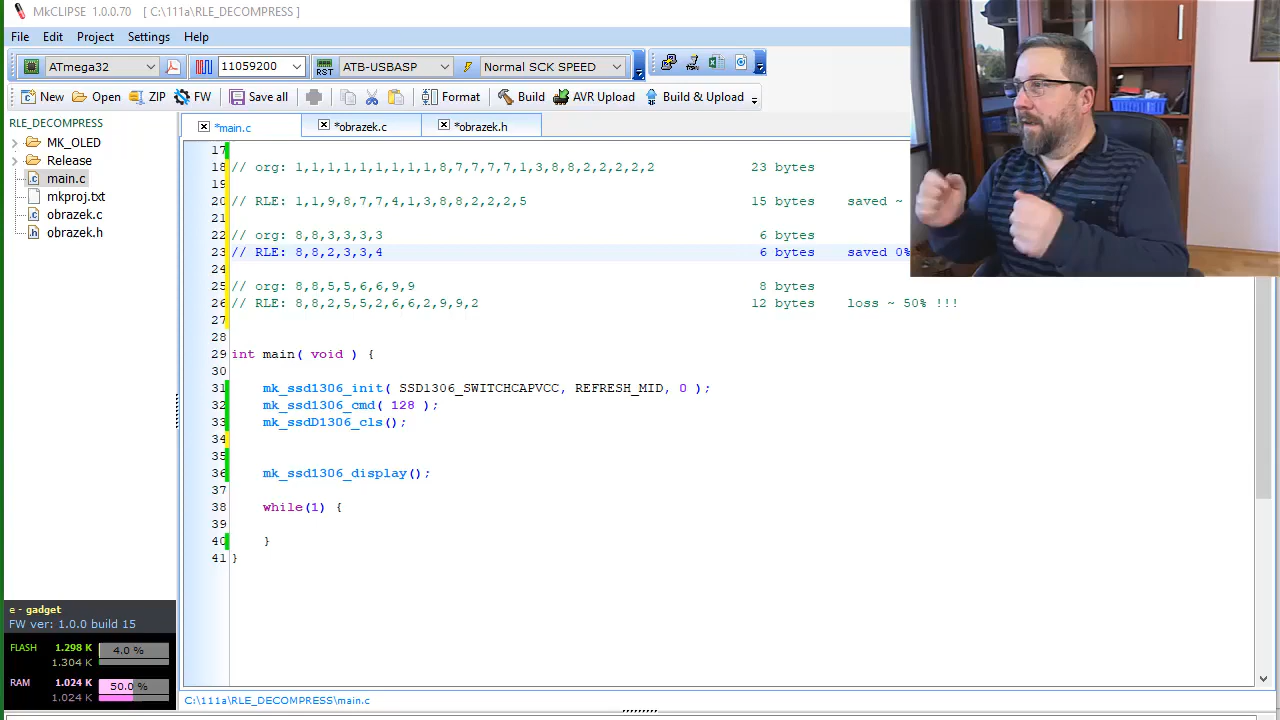 MkCLIPSE 1.0.0.70 [ C:\111a\RLE_DECOMPRESS ]
File Edit Project Settings Help
ATmega32 11059200 RST ATB-USBASP Normal SCK SPEED
New Open ZIP FW Save all Format Build AVR Upload Build & Upload
RLE_DECOMPRESS
MK_OLED
Release
main.c
mkproj.txt
obrazek.c
obrazek.h
*main.c *obrazek.c *obrazek.h
17
18 // org: 1,1,1,1,1,1,1,1,1,8,7,7,7,7,1,3,8,8,2,2,2,2,2 23 bytes
19
20 // RLE: 1,1,9,8,7,7,4,1,3,8,8,2,2,2,5 15 bytes saved ~
21
22 // org: 8,8,3,3,3,3 6 bytes
23 // RLE: 8,8,2,3,3,4 6 bytes saved 0%
24
25 // org: 8,8,5,5,6,6,9,9 8 bytes
26 // RLE: 8,8,2,5,5,2,6,6,2,9,9,2 12 bytes loss ~ 50% !!!
27
28
29 int main( void ) {
30
31 mk_ssd1306_init( SSD1306_SWITCHCAPVCC, REFRESH_MID, 0 );
32 mk_ssd1306_cmd( 128 );
33 mk_ssdD1306_cls();
34
35
36 mk_ssd1306_display();
37
38 while(1) {
39
40 }
41 }
e - gadget
FW ver: 1.0.0 build 15
FLASH 1.298 K 4.0 %
1.304 K
RAM 1.024 K 50.0 %
1.024 K
C:\111a\RLE_DECOMPRESS\main.c